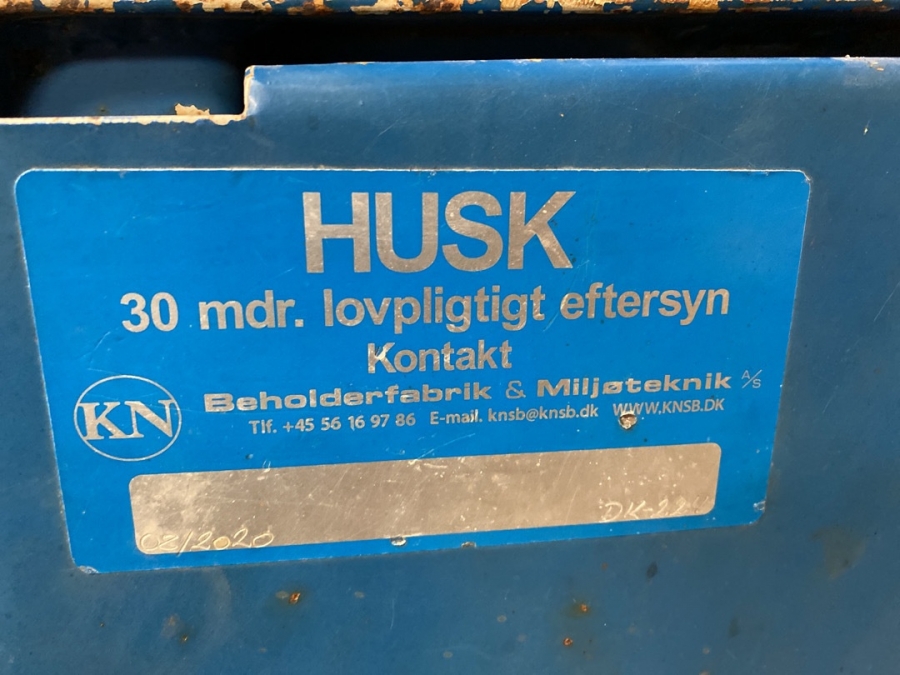 HUSK
30 mdr. lovpligtigt eftersyn
Kontakt
KN Beholderfabrik & Miljøteknik A/S
Tlf. +45 56 16 97 86 E-mail. knsb@knsb.dk WWW.KNSB.DK
02/2020